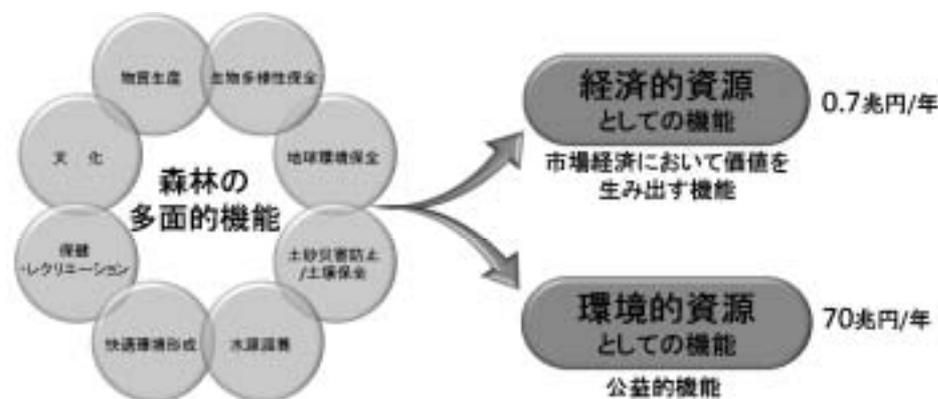 物質生産
生物多様性保全
文 化
地球環境保全
森林の
多面的機能
保健
・レクリエーション
土砂災害防止
/土壌保全
快適環境形成
水源涵養
経済的資源
としての機能
0.7兆円/年
市場経済において価値を
生み出す機能
環境的資源
としての機能
70兆円/年
公益的機能